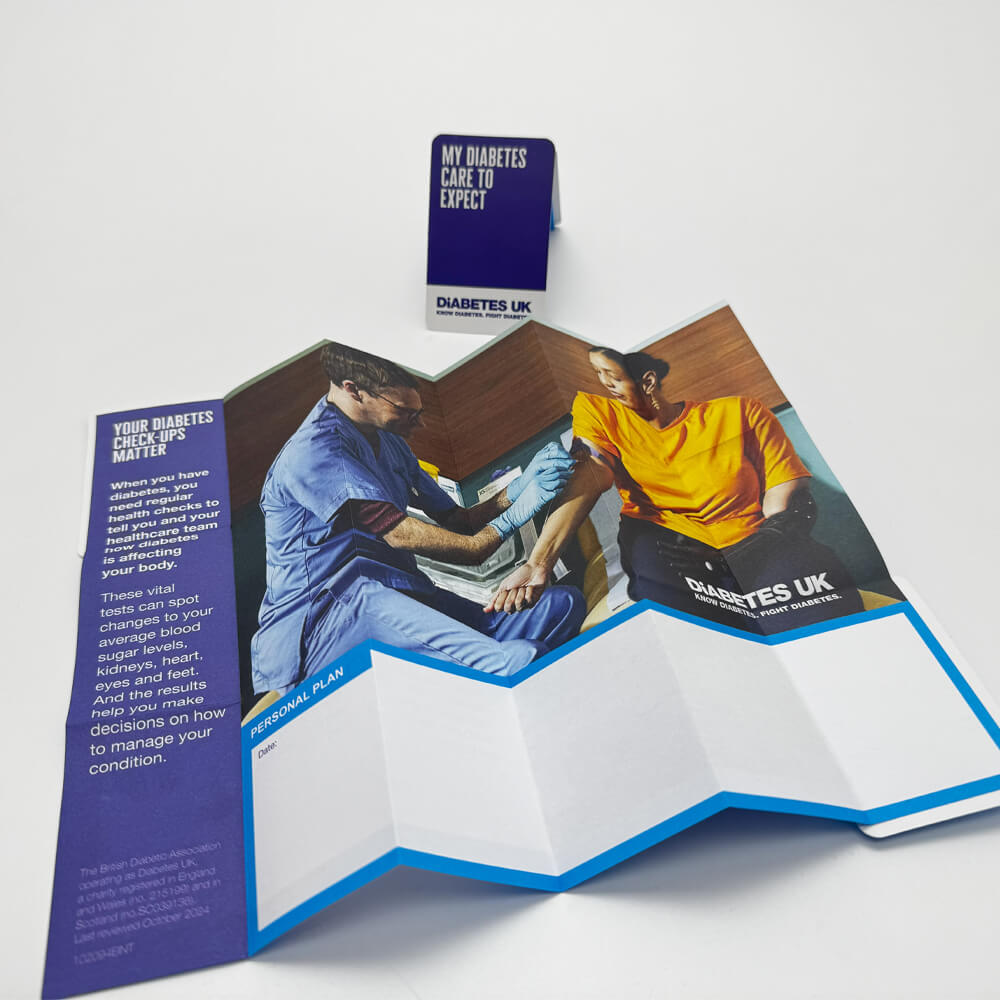 MY DIABETES
CARE TO
EXPECT
DiABETES UK
KNOW DIABETES. FIGHT
YOUR DIABETES
CHECK-UPS
MATTER
When you have
diabetes, you
need regular
health checks to
tell you and your
healthcare team
how diabetes
is affecting
your body.
These vital
tests can spot
changes to your
average blood
sugar levels,
kidneys, heart,
eyes and feet.
And the results
help you make
decisions on how
to manage your
condition.
The British Diabetic Association
operating as Diabetes UK,
a charity registered in England
and Wales (no. 215199) and in
Scotland (no.SC039136).
Last reviewed October 2024
DiABETES UK
KNOW DIABETES. FIGHT DIABETES.
PERSONAL PLAN
Date: